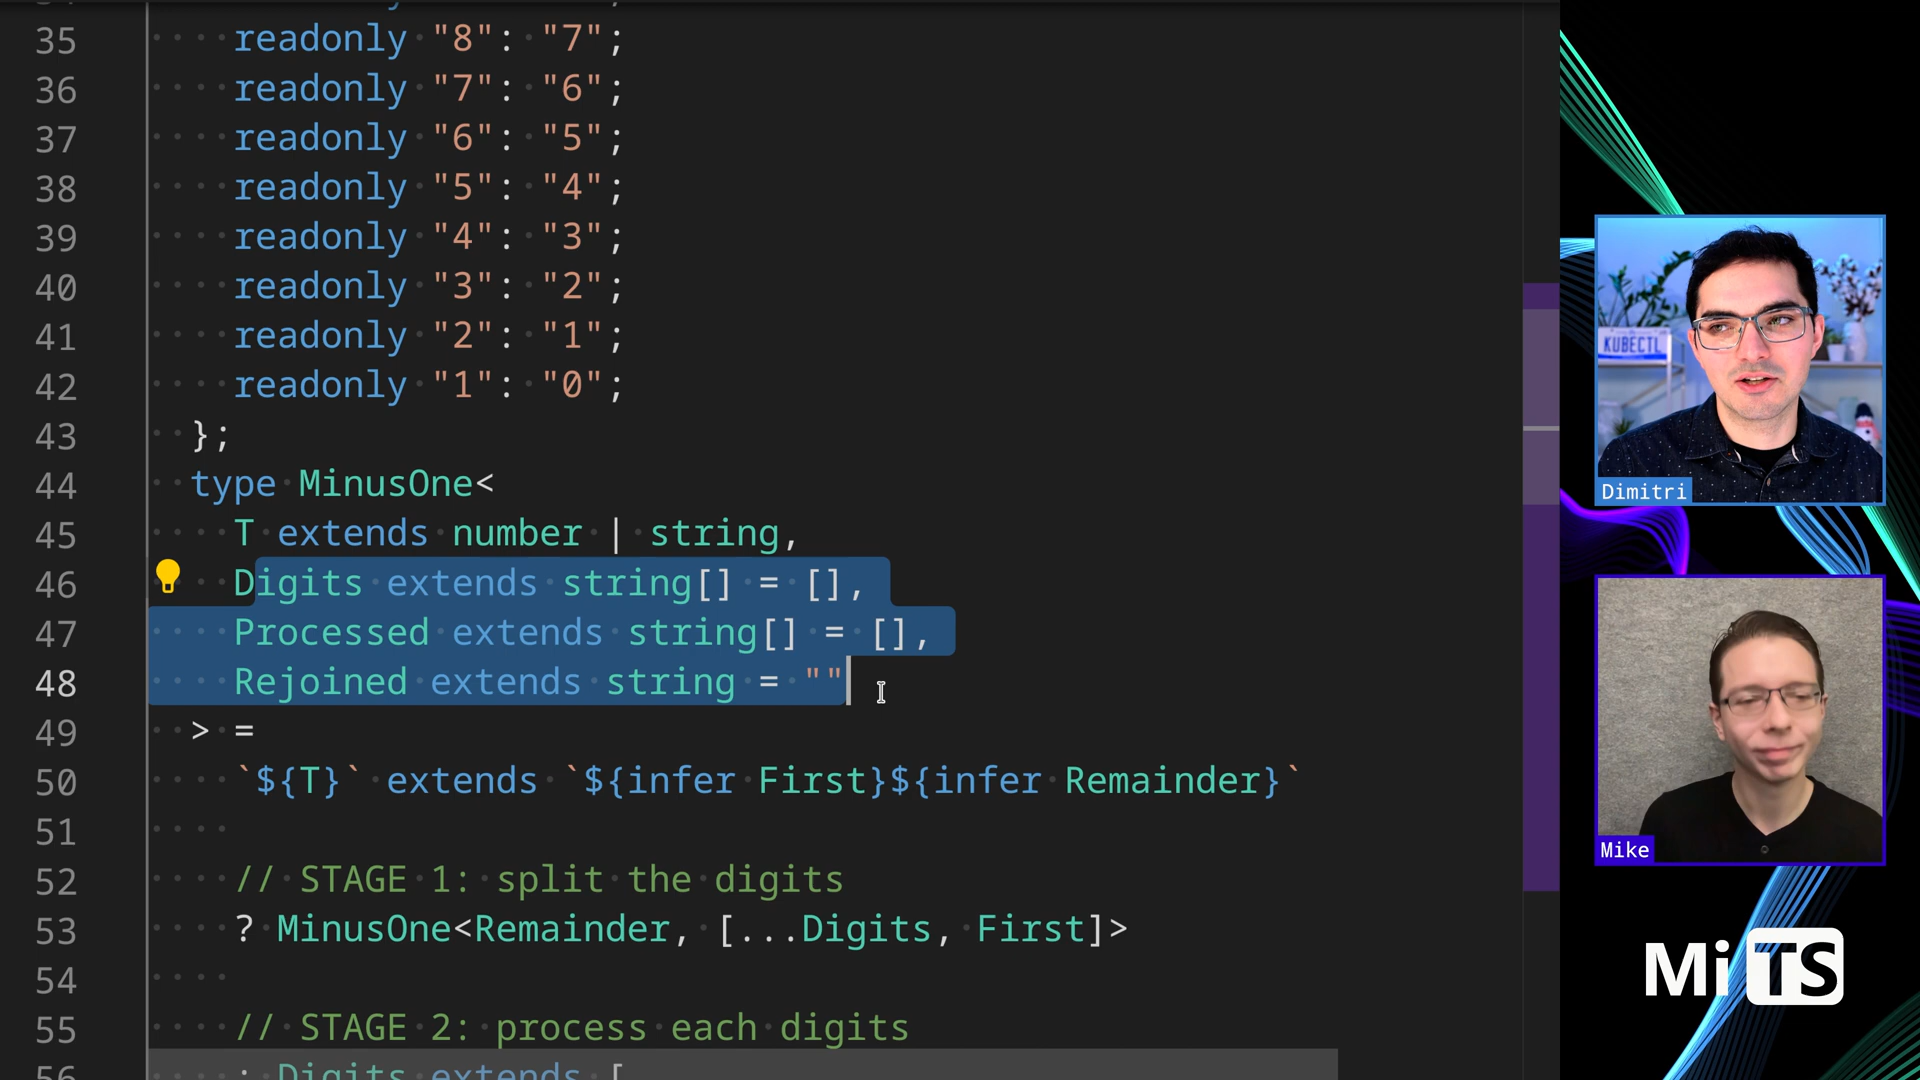 35 readonly "8": "7";
36 readonly "7": "6";
37 readonly "6": "5";
38 readonly "5": "4";
39 readonly "4": "3";
40 readonly "3": "2";
41 readonly "2": "1";
42 readonly "1": "0";
43 };
44 type MinusOne<
45 T extends number | string,
46 Digits extends string[] = [],
47 Processed extends string[] = [],
48 Rejoined extends string = ""
49 > =
50 `${T}` extends `${infer First}${infer Remainder}`
51
52 // STAGE 1: split the digits
53 ? MinusOne<Remainder, [...Digits, First]>
54
55 // STAGE 2: process each digits
56 : Digits extends [
KUBECTL
Dimitri
Mike
MiTS